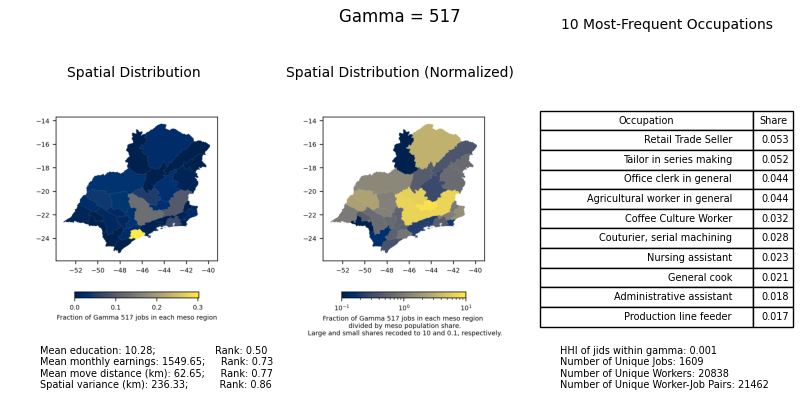 Gamma = 517
10 Most-Frequent Occupations
Spatial Distribution
Spatial Distribution (Normalized)
−14
−16
−18
−20
−22
−24
−52 −50 −48 −46 −44 −42 −40
0.0 0.1 0.2 0.3
Fraction of Gamma 517 jobs in each meso region
−14
−16
−18
−20
−22
−24
−52 −50 −48 −46 −44 −42 −40
10⁻¹ 10⁰ 10¹
Fraction of Gamma 517 jobs in each meso region
divided by meso population share.
Large and small shares recoded to 10 and 0.1, respectively.
Occupation Share
Retail Trade Seller 0.053
Tailor in series making 0.052
Office clerk in general 0.044
Agricultural worker in general 0.044
Coffee Culture Worker 0.032
Couturier, serial machining 0.028
Nursing assistant 0.023
General cook 0.021
Administrative assistant 0.018
Production line feeder 0.017
Mean education: 10.28; Rank: 0.50
Mean monthly earnings: 1549.65; Rank: 0.73
Mean move distance (km): 62.65; Rank: 0.77
Spatial variance (km): 236.33; Rank: 0.86
HHI of jids within gamma: 0.001
Number of Unique Jobs: 1609
Number of Unique Workers: 20838
Number of Unique Worker-Job Pairs: 21462